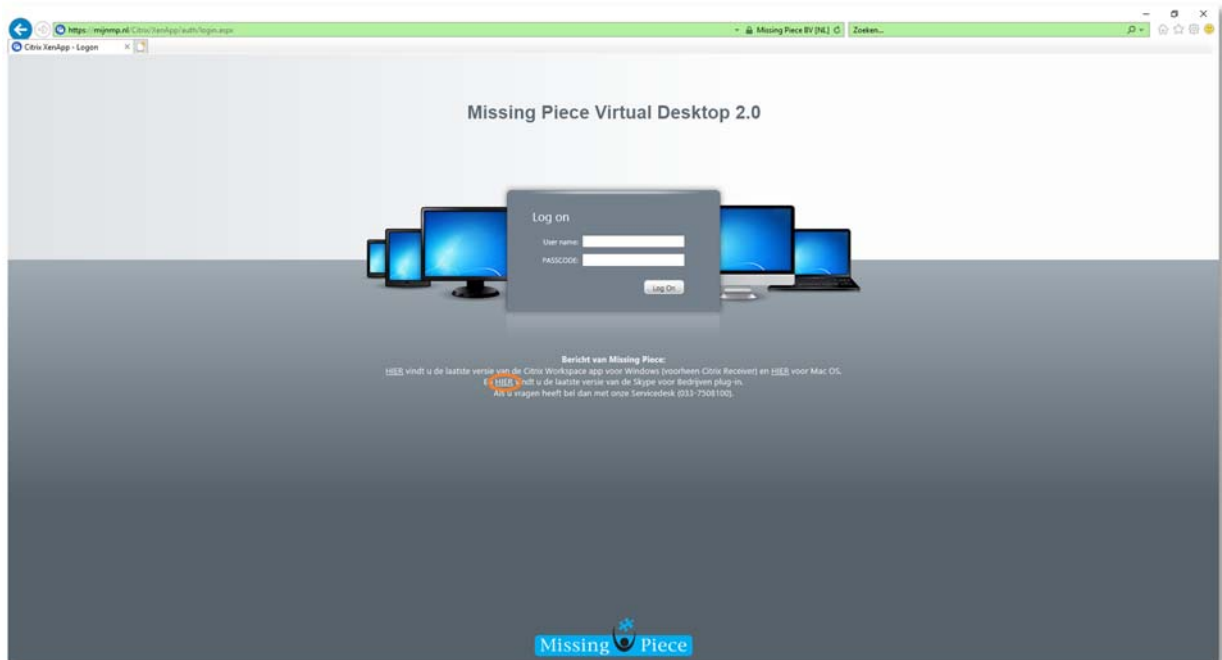 https://mijnmp.nl/Citrix/XenApp/auth/login.aspx
Missing Piece BV [NL]
Zoeken...
Citrix XenApp - Logon
Missing Piece Virtual Desktop 2.0
Log on
User name:
PASSCODE:
Log On
Bericht van Missing Piece:
HIER vindt u de laatste versie van de Citrix Workspace app voor Windows (voorheen Citrix Receiver) en HIER voor Mac OS.
En HIER vindt u de laatste versie van de Skype voor Bedrijven plug-in.
Als u vragen heeft bel dan met onze Servicedesk (033-7508100).
Missing Piece